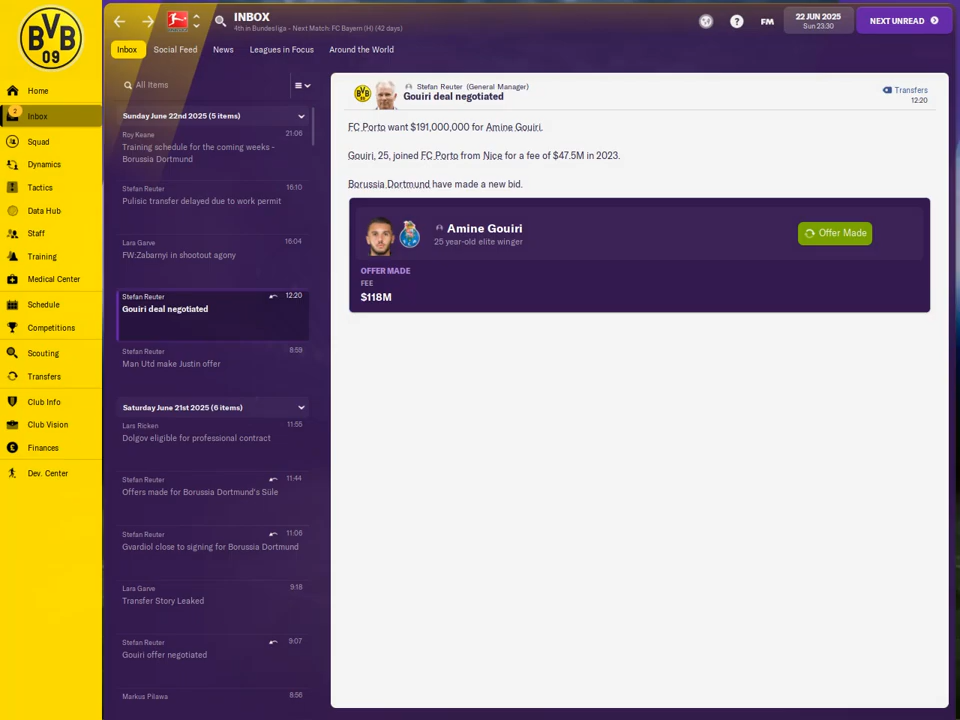 BVB
09
INBOX
4th in Bundesliga - Next Match: FC Bayern (H) (42 days)
?
FM
22 JUN 2025
Sun 23:30
NEXT UNREAD
Inbox
Social Feed
News
Leagues in Focus
Around the World
Home
2
Inbox
Squad
Dynamics
Tactics
Data Hub
Staff
Training
Medical Center
Schedule
Competitions
Scouting
Transfers
Club Info
Club Vision
Finances
Dev. Center
All Items
Sunday June 22nd 2025 (5 items)
Roy Keane
21:06
Training schedule for the coming weeks -
Borussia Dortmund
Stefan Reuter
16:10
Pulisic transfer delayed due to work permit
Lara Garve
16:04
FW:Zabarnyi in shootout agony
Stefan Reuter
12:20
Gouiri deal negotiated
Stefan Reuter
8:59
Man Utd make Justin offer
Saturday June 21st 2025 (6 items)
Lars Ricken
11:55
Dolgov eligible for professional contract
Stefan Reuter
11:44
Offers made for Borussia Dortmund's Süle
Stefan Reuter
11:06
Gvardiol close to signing for Borussia Dortmund
Lara Garve
9:18
Transfer Story Leaked
Stefan Reuter
9:07
Gouiri offer negotiated
Markus Pilawa
8:56
Stefan Reuter (General Manager)
Gouiri deal negotiated
Transfers
12:20
FC Porto want $191,000,000 for Amine Gouiri.
Gouiri, 25, joined FC Porto from Nice for a fee of $47.5M in 2023.
Borussia Dortmund have made a new bid.
Amine Gouiri
25 year-old elite winger
Offer Made
OFFER MADE
FEE
$118M